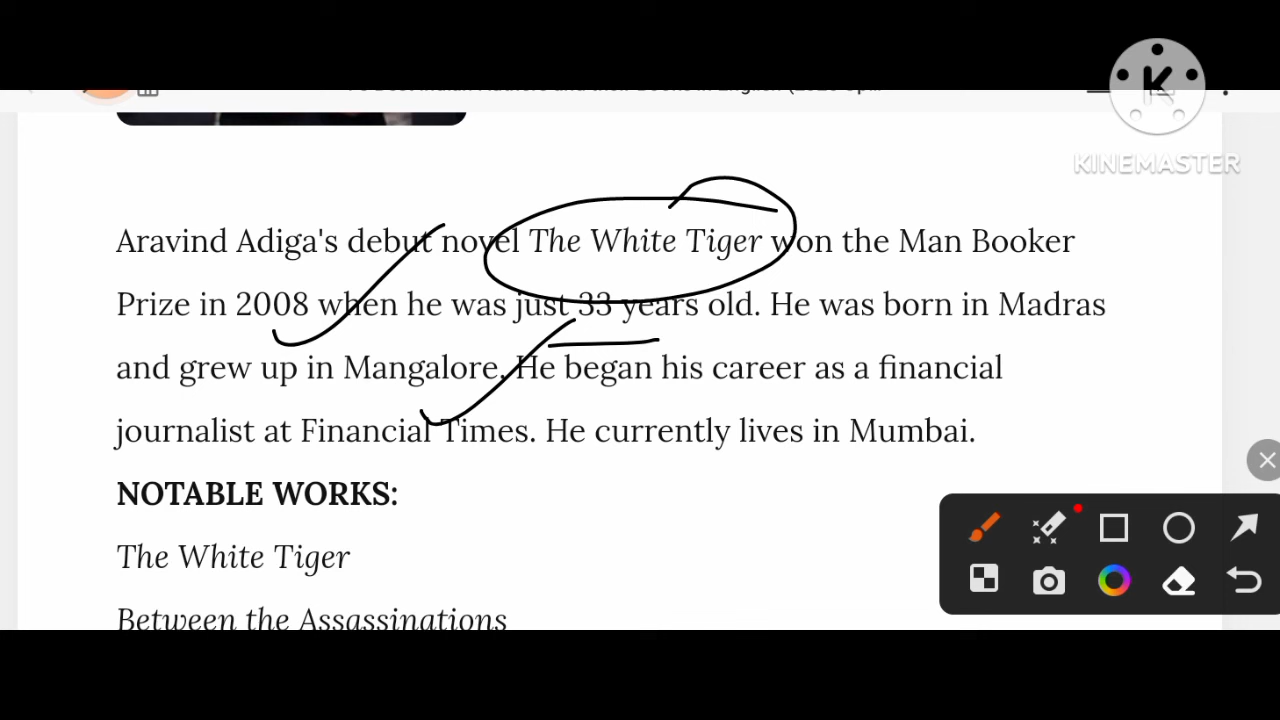 KINEMASTER
Aravind Adiga's debut novel The White Tiger won the Man Booker
Prize in 2008 when he was just 33 years old. He was born in Madras
and grew up in Mangalore. He began his career as a financial
journalist at Financial Times. He currently lives in Mumbai.
NOTABLE WORKS:
The White Tiger
Between the Assassinations